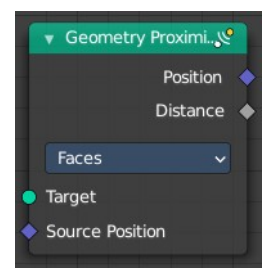 Geometry Proximi..
Position
Distance
Faces
Target
Source Position